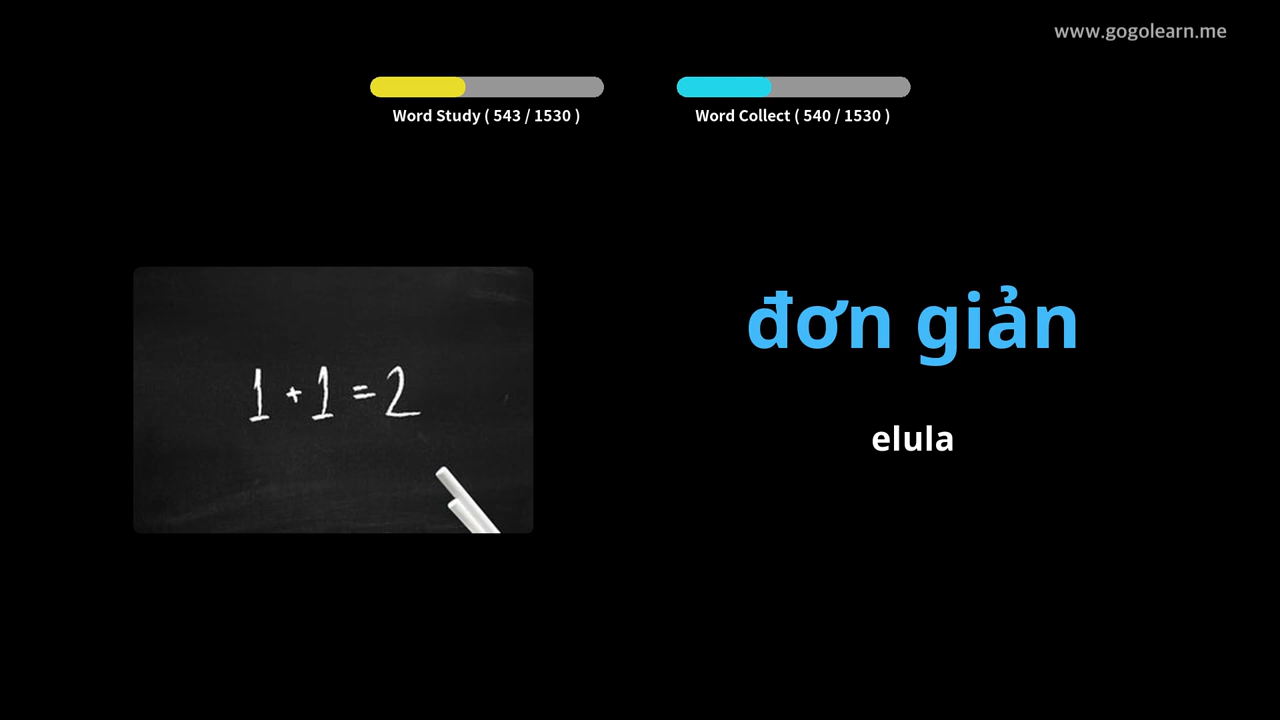 www.gogolearn.me
Word Study ( 543 / 1530 )
Word Collect ( 540 / 1530 )
1 + 1 = 2
đơn giản
elula